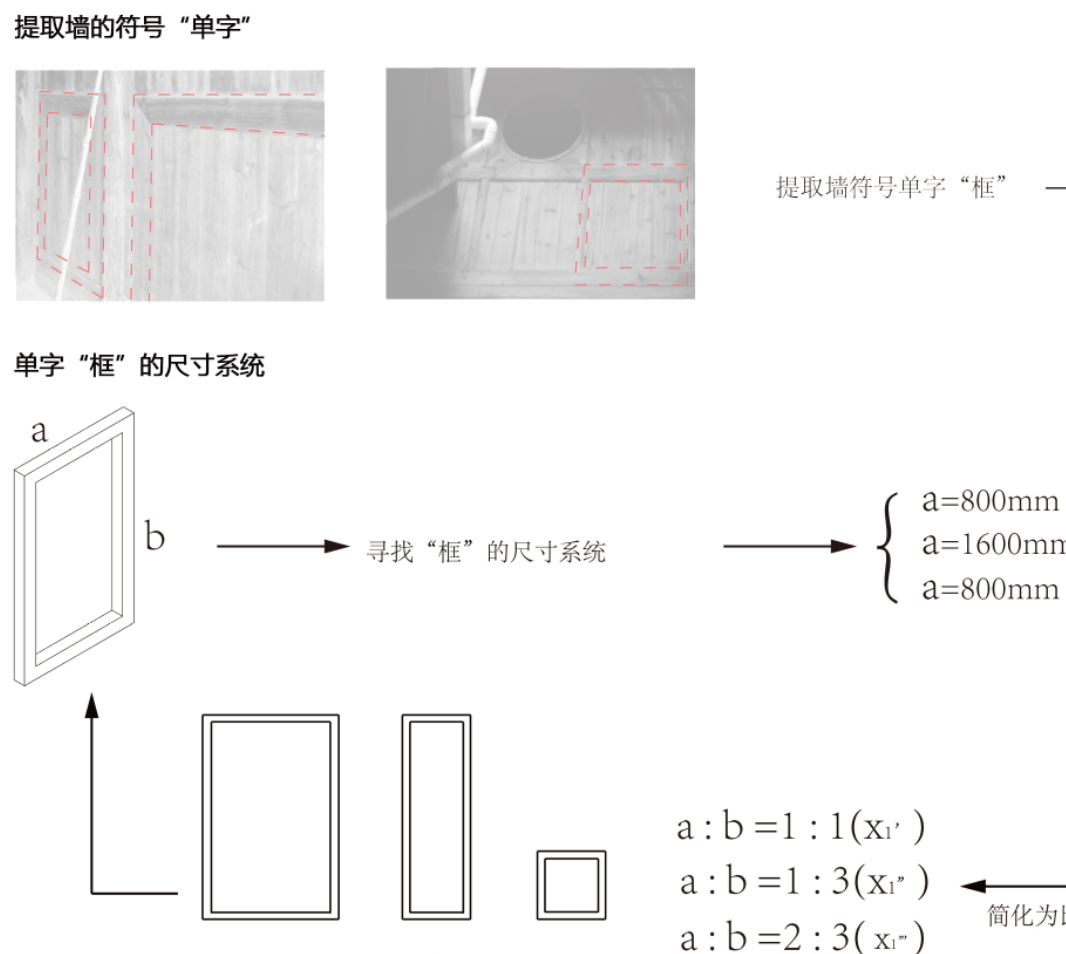 提取墙的符号“单字”
提取墙符号单字“框”
单字“框”的尺寸系统
a
b
寻找“框”的尺寸系统
a=800mm
a=1600mm
a=800mm
a : b =1 : 1(x₁’ )
a : b =1 : 3(x₁” )
a : b =2 : 3( x₁”’ )
简化为比